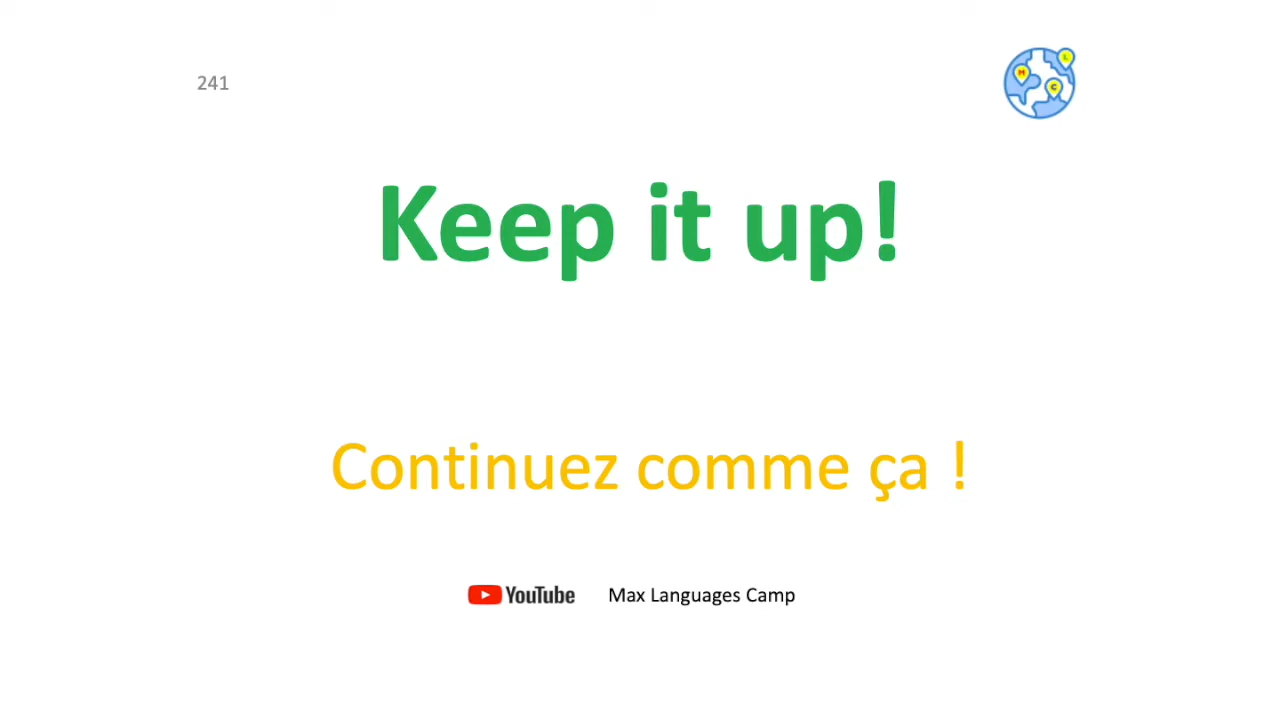 241
M
L
C
Keep it up!
Continuez comme ça !
YouTube Max Languages Camp